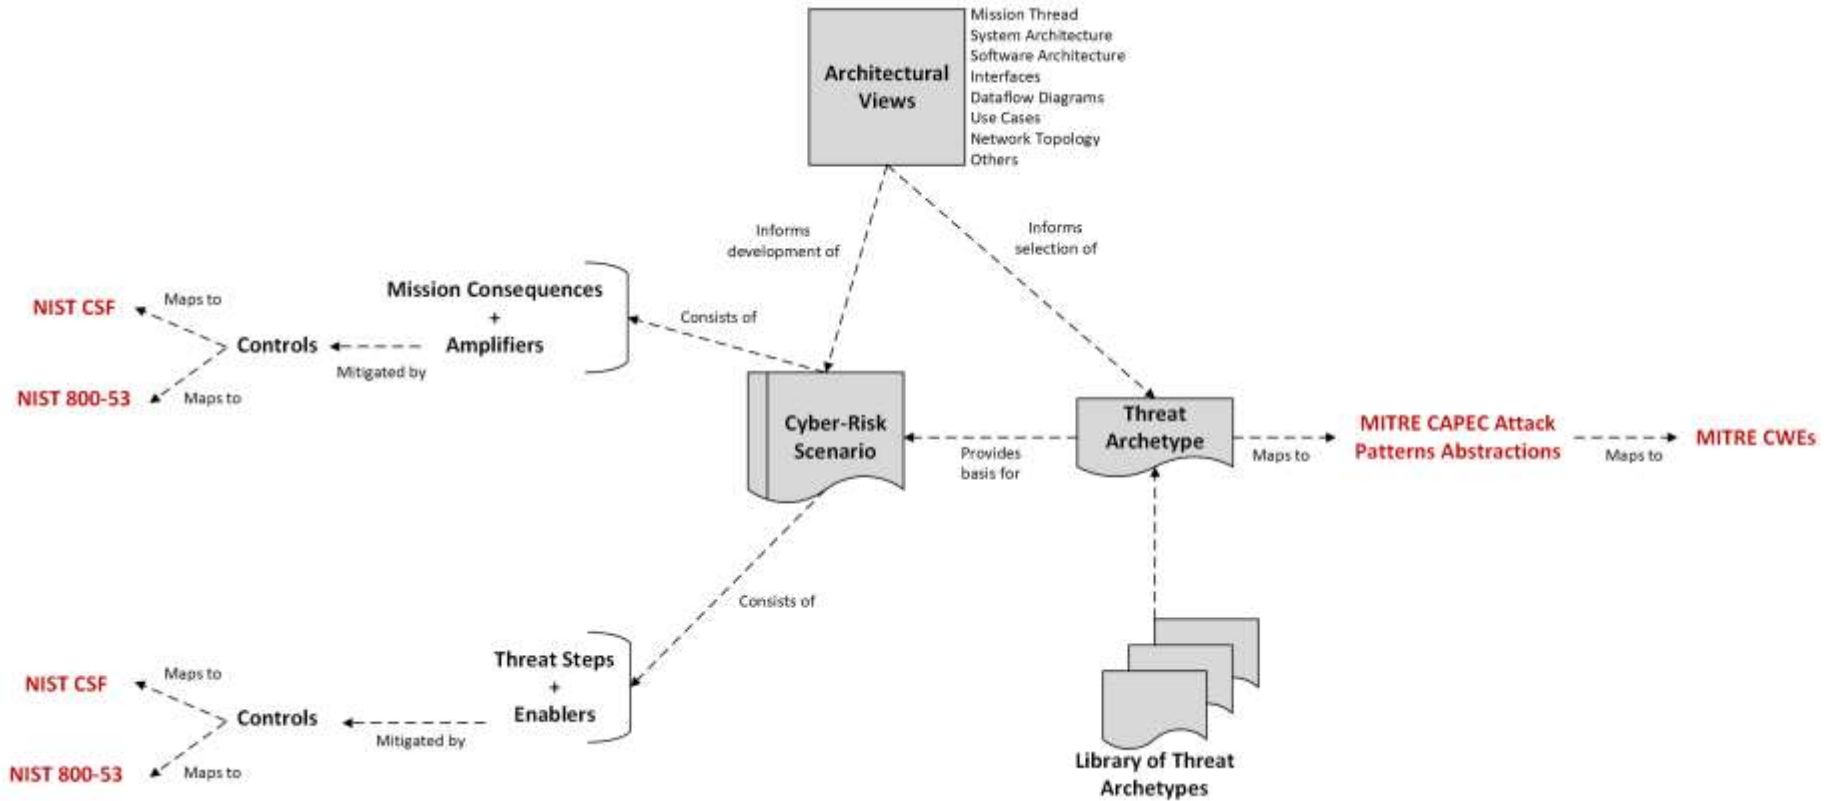 Architectural
Views
Mission Thread
System Architecture
Software Architecture
Interfaces
Dataflow Diagrams
Use Cases
Network Topology
Others
Informs
development of
Informs
selection of
Mission Consequences
+
Amplifiers
Consists of
Mitigated by
Controls
Maps to
NIST CSF
Maps to
NIST 800-53
Cyber-Risk
Scenario
Provides
basis for
Threat
Archetype
Maps to
MITRE CAPEC Attack
Patterns Abstractions
Maps to
MITRE CWEs
Consists of
Threat Steps
+
Enablers
Mitigated by
Controls
Maps to
NIST CSF
Maps to
NIST 800-53
Library of Threat
Archetypes